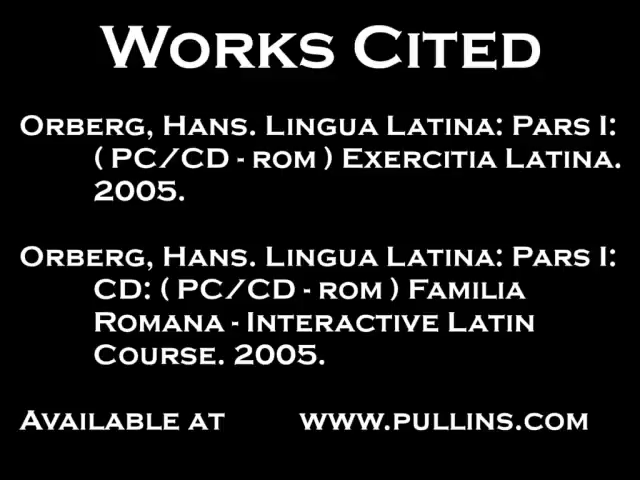 Works Cited
Orberg, Hans. Lingua Latina: Pars I:
( PC/CD - rom ) Exercitia Latina.
2005.
Orberg, Hans. Lingua Latina: Pars I:
CD: ( PC/CD - rom ) Familia
Romana - Interactive Latin
Course. 2005.
Available at www.pullins.com